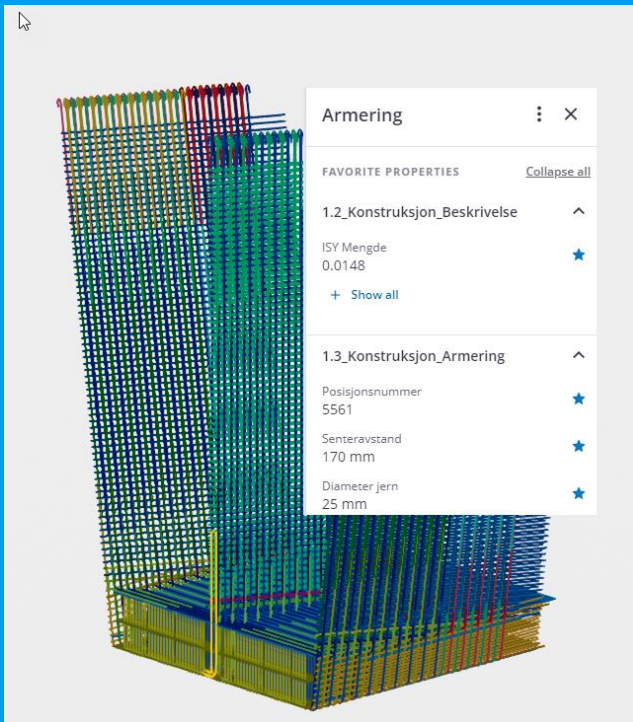 Armering
FAVORITE PROPERTIES Collapse all
1.2_Konstruksjon_Beskrivelse
ISY Mengde
0.0148
+ Show all
1.3_Konstruksjon_Armering
Posisjonsnummer
5561
Senteravstand
170 mm
Diameter jern
25 mm